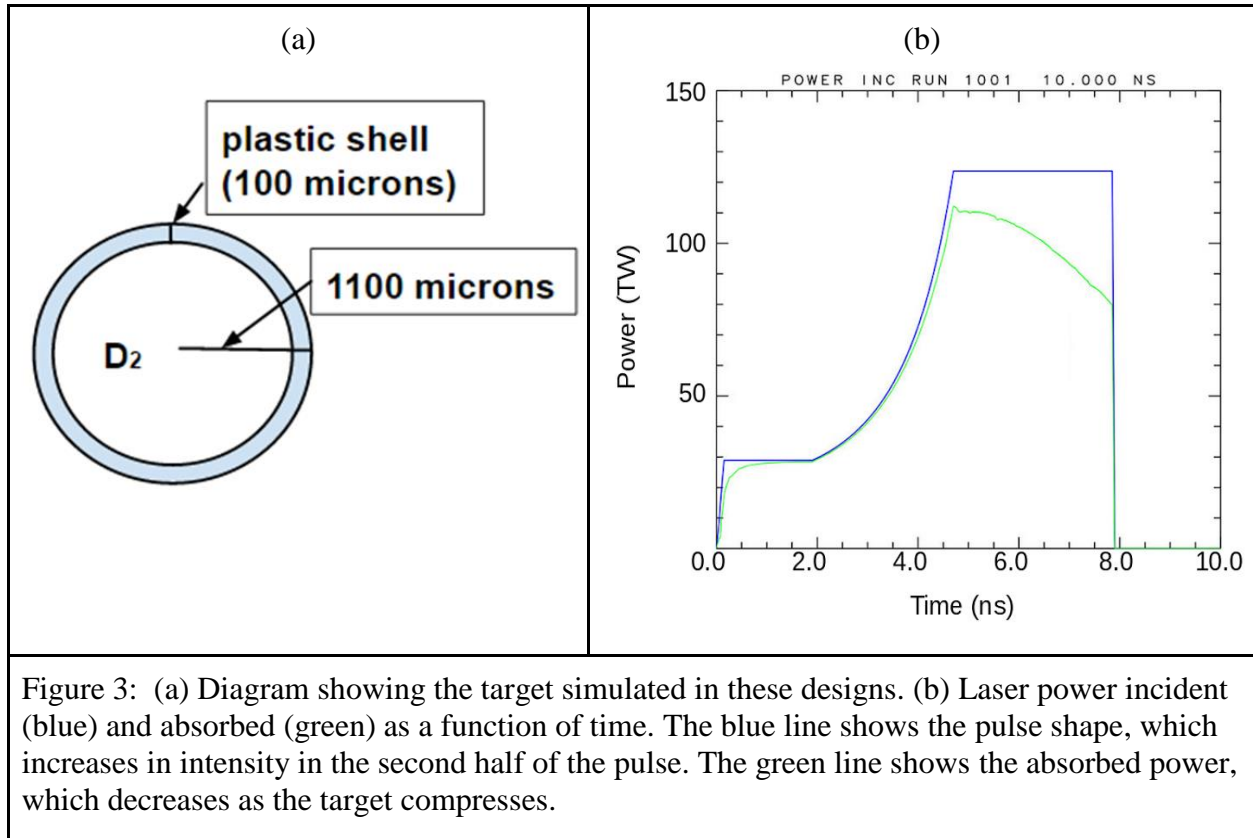 (a)
plastic shell
(100 microns)
1100 microns
D2
(b)
POWER INC RUN 1001 10.000 NS
150
100
50
Power (TW)
0.0 2.0 4.0 6.0 8.0 10.0
Time (ns)
Figure 3: (a) Diagram showing the target simulated in these designs. (b) Laser power incident
(blue) and absorbed (green) as a function of time. The blue line shows the pulse shape, which
increases in intensity in the second half of the pulse. The green line shows the absorbed power,
which decreases as the target compresses.